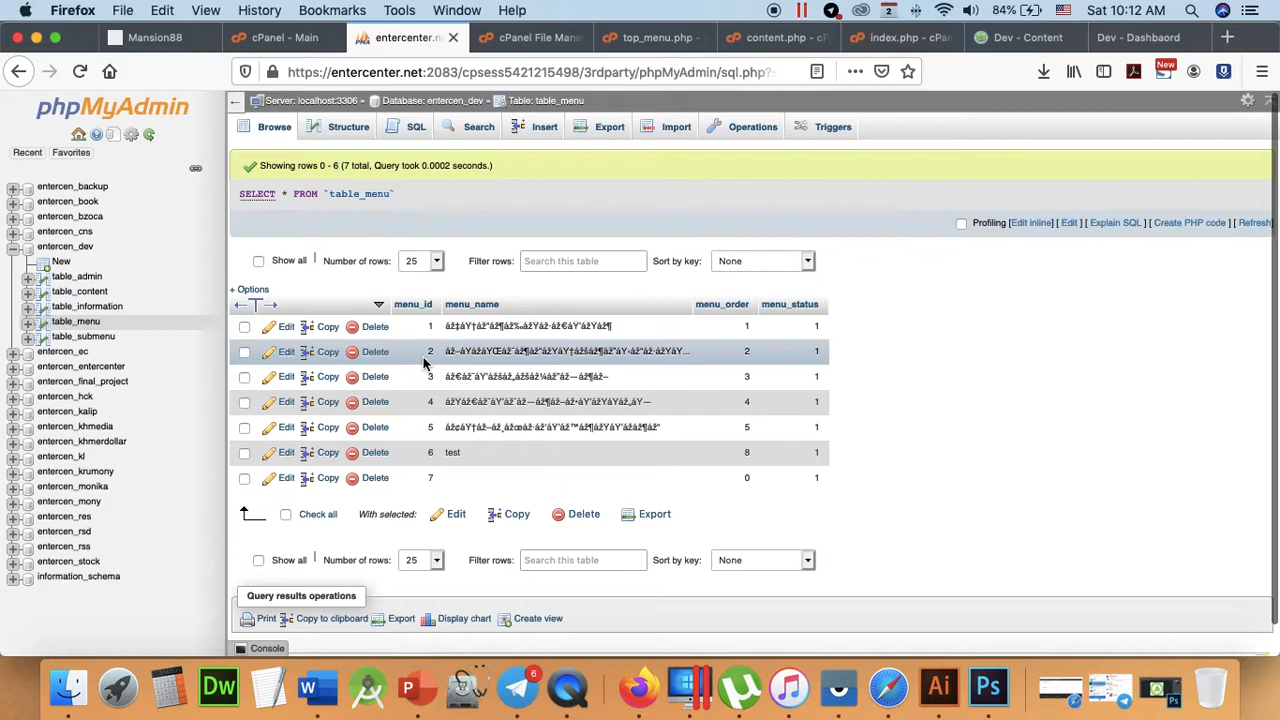 Firefox File Edit View History Bookmarks Tools Window Help 2 84% Sat 10:12 AM
Mansion88 cPanel - Main entercenter.ne cPanel File Mana top_menu.php - content.php - cP index.php - cPan Dev - Content Dev - Dashbaord
https://entercenter.net:2083/cpsess5421215498/3rdparty/phpMyAdmin/sql.php?s New
phpMyAdmin
Server: localhost:3306 » Database: entercen_dev » Table: table_menu
Browse Structure SQL Search Insert Export Import Operations Triggers
Recent Favorites
Showing rows 0 - 6 (7 total, Query took 0.0002 seconds.)
SELECT * FROM `table_menu`
Profiling [Edit inline] [ Edit ] [ Explain SQL ] [ Create PHP code ] [ Refresh]
entercen_backup
entercen_book
entercen_bzoca
entercen_cns
entercen_dev
New
table_admin
table_content
table_information
table_menu
table_submenu
entercen_ec
entercen_entercenter
entercen_final_project
entercen_hck
entercen_kalip
entercen_khmedia
entercen_khmerdollar
entercen_kl
entercen_krumony
entercen_monika
entercen_mony
entercen_res
entercen_rsd
entercen_rss
entercen_stock
information_schema
Show all Number of rows: 25 Filter rows: Search this table Sort by key: None
+ Options
menu_id menu_name menu_order menu_status
Edit Copy Delete 1 1 1
Edit Copy Delete 2 2 1
Edit Copy Delete 3 3 1
Edit Copy Delete 4 4 1
Edit Copy Delete 5 5 1
Edit Copy Delete 6 test 8 1
Edit Copy Delete 7 0 1
Check all With selected: Edit Copy Delete Export
Show all Number of rows: 25 Filter rows: Search this table Sort by key: None
Query results operations
Print Copy to clipboard Export Display chart Create view
Console
Dw W P 6 Ai Ps